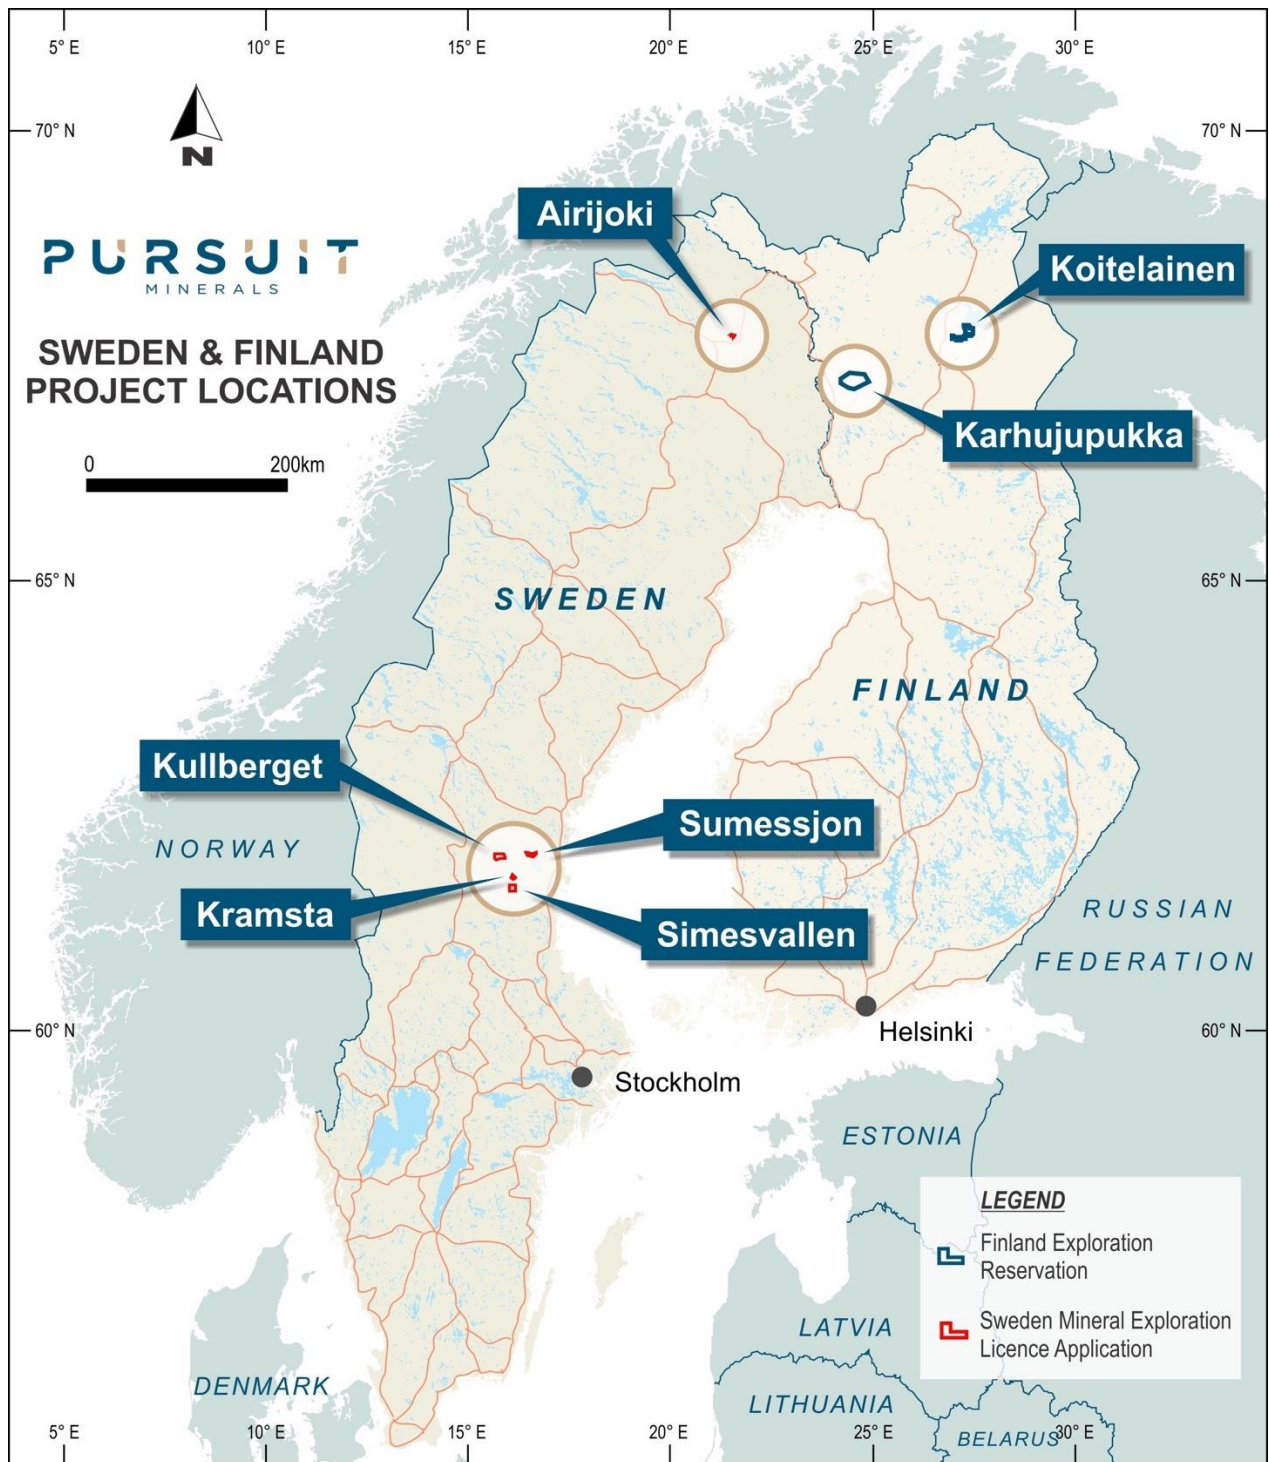 5° E
10° E
15° E
20° E
25° E
30° E
70° N
70° N
N
PURSUIT
MINERALS
SWEDEN & FINLAND
PROJECT LOCATIONS
0
200km
Airijoki
Koitelainen
Karhujupukka
65° N
65° N
SWEDEN
FINLAND
Kullberget
Sumessjon
NORWAY
Kramsta
Simesvallen
RUSSIAN
FEDERATION
60° N
60° N
Helsinki
Stockholm
ESTONIA
LEGEND
Finland Exploration
Reservation
Sweden Mineral Exploration
Licence Application
LATVIA
DENMARK
LITHUANIA
BELARUS
5° E
10° E
15° E
20° E
25° E
30° E